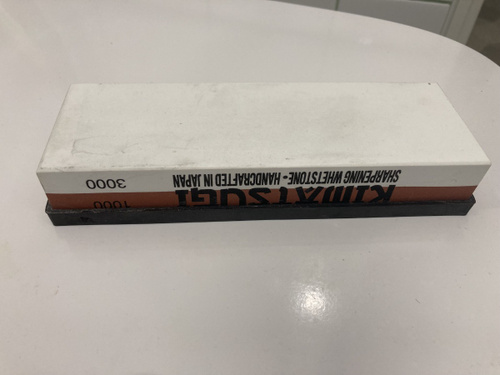 1000
KIMATSUGI
SHARPENING WHETSTONE - HANDCRAFTED IN JAPAN
3000